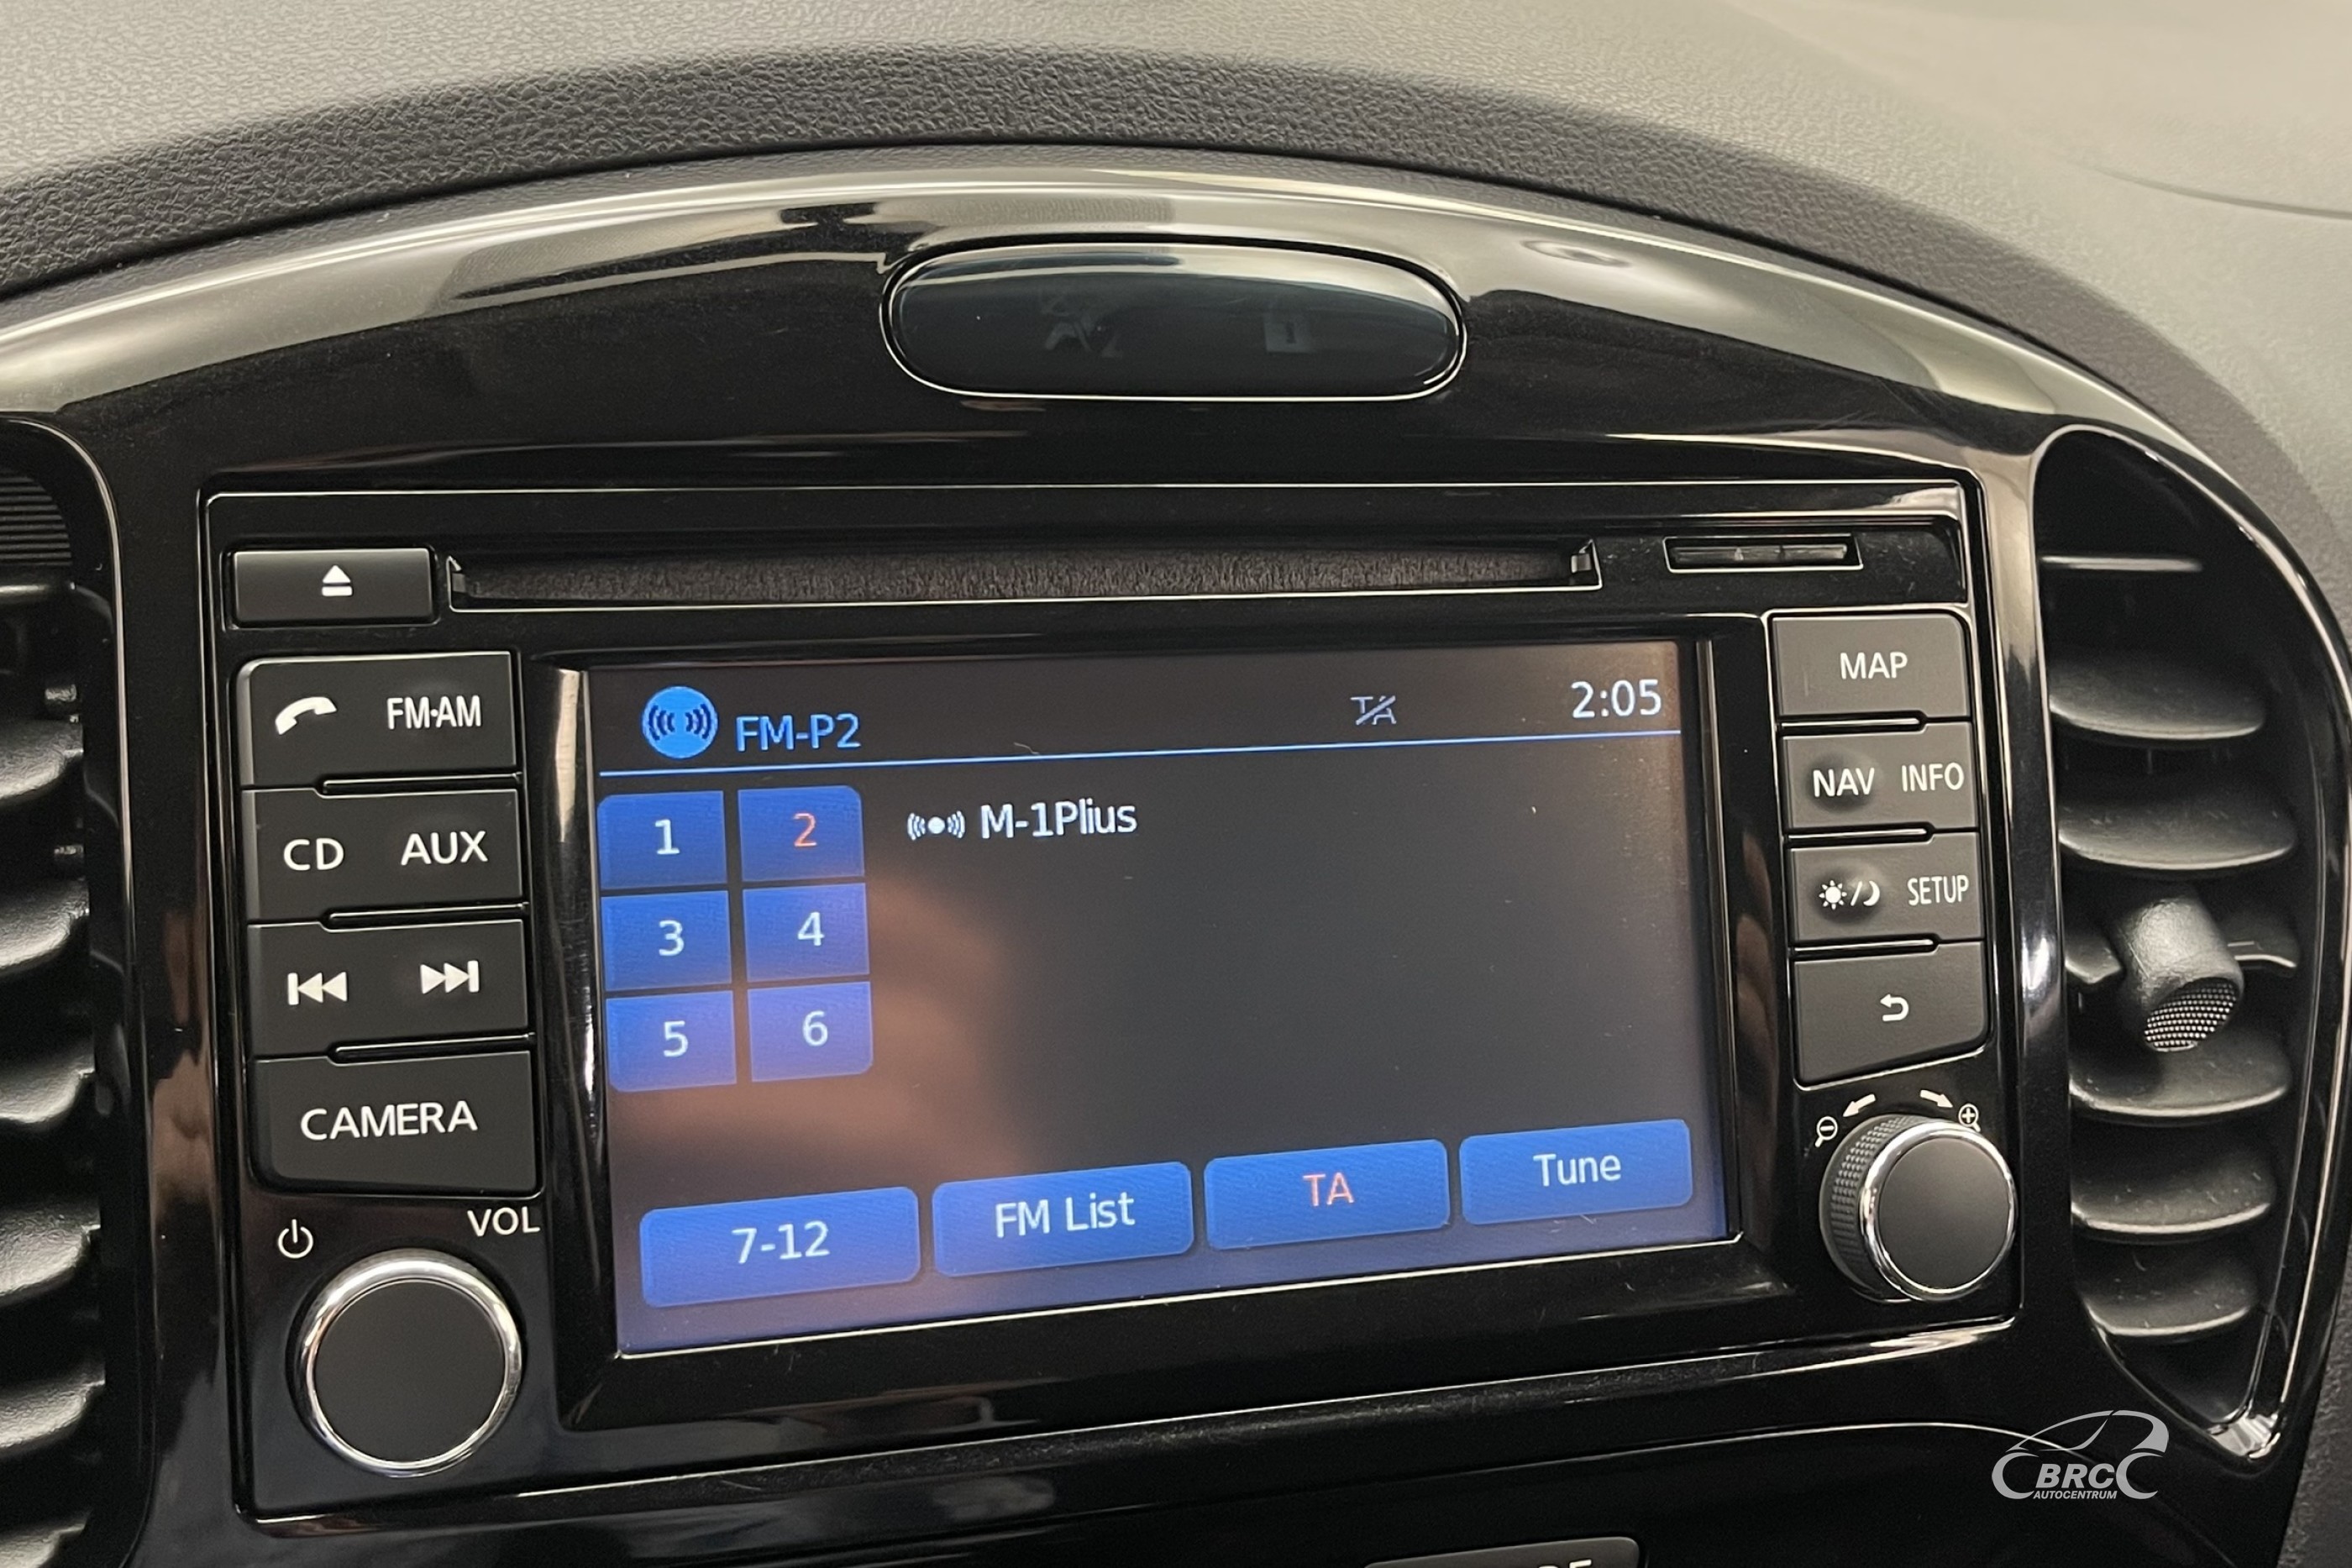 FM·AM
CD AUX
CAMERA
VOL
FM-P2
TA
2:05
1 2
3 4
5 6
M-1Plius
7-12
FM List
TA
Tune
MAP
NAV INFO
SETUP
BRC
AUTOCENTRUM